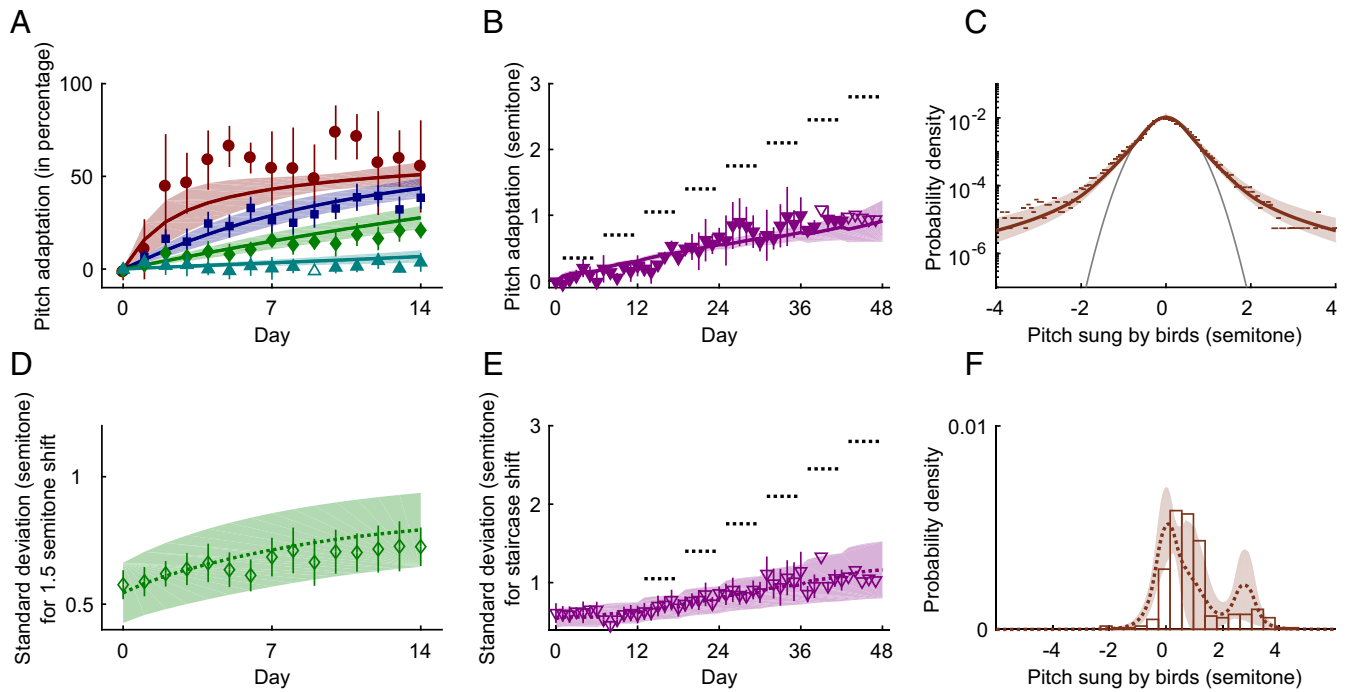 A
Pitch adaptation (in percentage)
100
50
0
0
7
14
Day
B
Pitch adaptation (semitone)
3
2
1
0
0
12
24
36
48
Day
C
Probability density
10-2
10-4
10-6
-4
-2
0
2
4
Pitch sung by birds (semitone)
D
Standard deviation (semitone)
for 1.5 semitone shift
1
0.5
0
7
14
Day
E
Standard deviation (semitone)
for staircase shift
3
2
1
0
12
24
36
48
Day
F
Probability density
0.01
0
-4
-2
0
2
4
Pitch sung by birds (semitone)